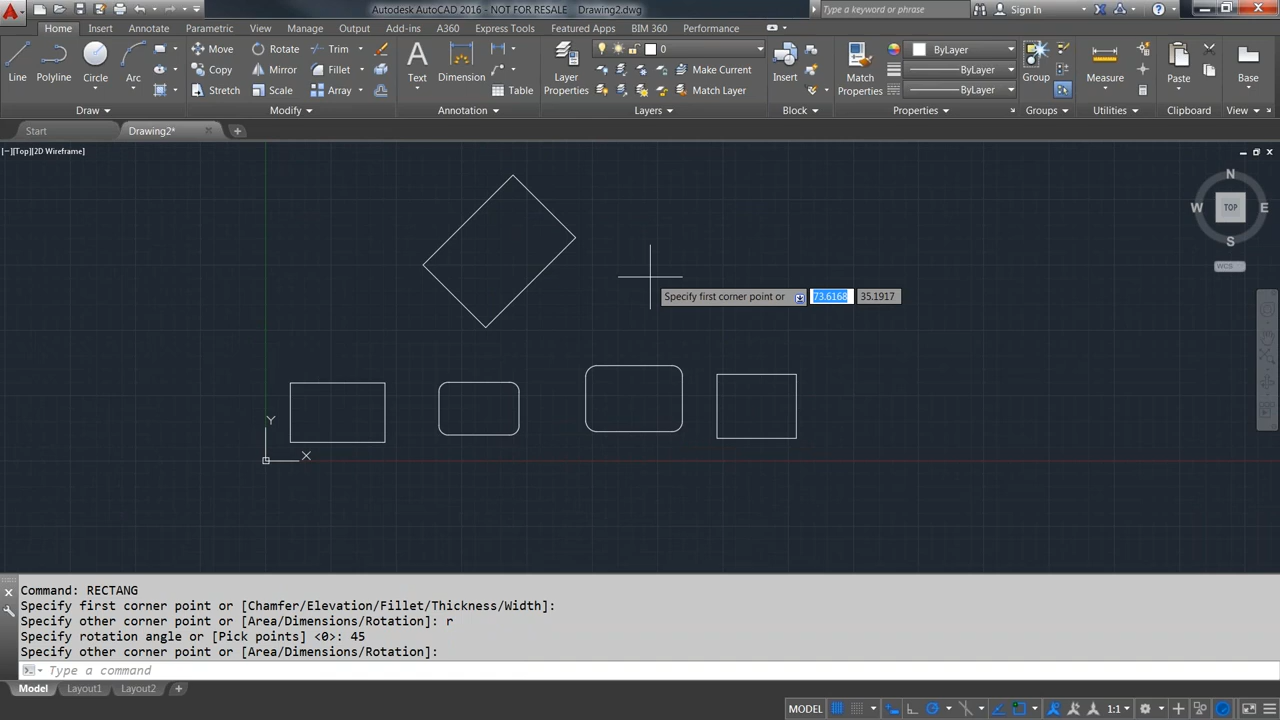 Autodesk AutoCAD 2016 - NOT FOR RESALE Drawing2.dwg
Type a keyword or phrase
Sign In
Home Insert Annotate Parametric View Manage Output Add-ins A360 Express Tools Featured Apps BIM 360 Performance
Line Polyline Circle Arc
Move Rotate Trim
Copy Mirror Fillet
Stretch Scale Array
Text Dimension Table
Layer Properties
0
Make Current
Match Layer
Insert
Match Properties
ByLayer
ByLayer
ByLayer
Group Measure Paste Base
Draw Modify Annotation Layers Block Properties Groups Utilities Clipboard View
Start Drawing2*
[−][Top][2D Wireframe]
N
W TOP E
S
WCS
Specify first corner point or 73.6168 35.1917
Y
X
Command: RECTANG
Specify first corner point or [Chamfer/Elevation/Fillet/Thickness/Width]:
Specify other corner point or [Area/Dimensions/Rotation]: r
Specify rotation angle or [Pick points] <0>: 45
Specify other corner point or [Area/Dimensions/Rotation]:
Type a command
Model Layout1 Layout2 +
MODEL 1:1